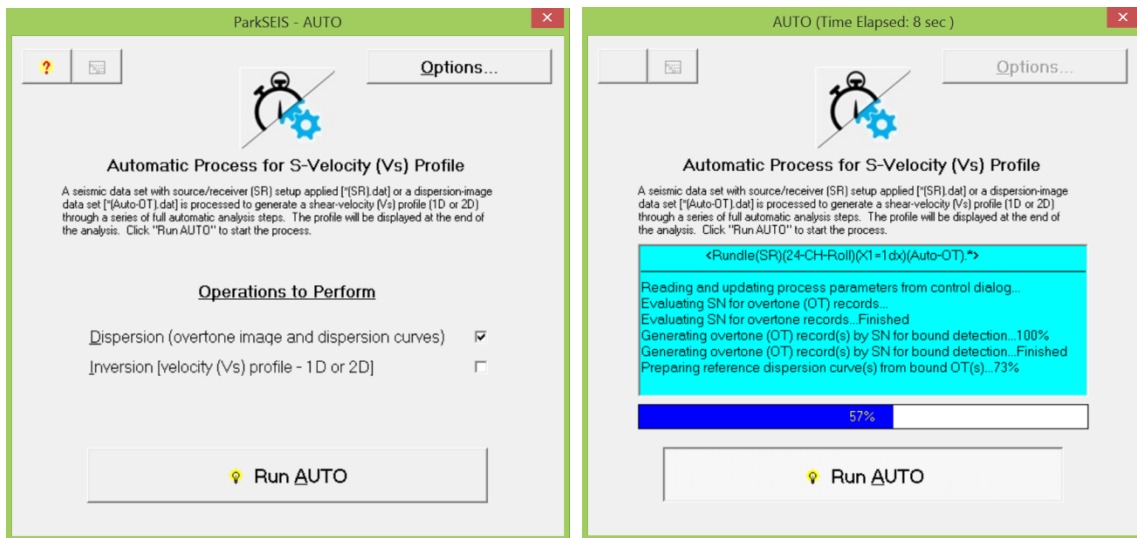 ParkSEIS - AUTO
?
Options...
Automatic Process for S-Velocity (Vs) Profile
A seismic data set with source/receiver (SR) setup applied [*(SR).dat] or a dispersion-image
data set [*(Auto-OT).dat] is processed to generate a shear-velocity (Vs) profile (1D or 2D)
through a series of full automatic analysis steps. The profile will be displayed at the end of
the analysis. Click "Run AUTO" to start the process.
Operations to Perform
Dispersion (overtone image and dispersion curves)
Inversion [velocity (Vs) profile - 1D or 2D]
Run AUTO
AUTO (Time Elapsed: 8 sec )
Options...
Automatic Process for S-Velocity (Vs) Profile
A seismic data set with source/receiver (SR) setup applied [*(SR).dat] or a dispersion-image
data set [*(Auto-OT).dat] is processed to generate a shear-velocity (Vs) profile (1D or 2D)
through a series of full automatic analysis steps. The profile will be displayed at the end of
the analysis. Click "Run AUTO" to start the process.
<Rundle(SR)(24-CH-Roll)(X1=1dx)(Auto-OT).*>
Reading and updating process parameters from control dialog...
Evaluating SN for overtone (OT) records...
Evaluating SN for overtone records...Finished
Generating overtone (OT) record(s) by SN for bound detection...100%
Generating overtone (OT) record(s) by SN for bound detection...Finished
Preparing reference dispersion curve(s) from bound OT(s)...73%
57%
Run AUTO